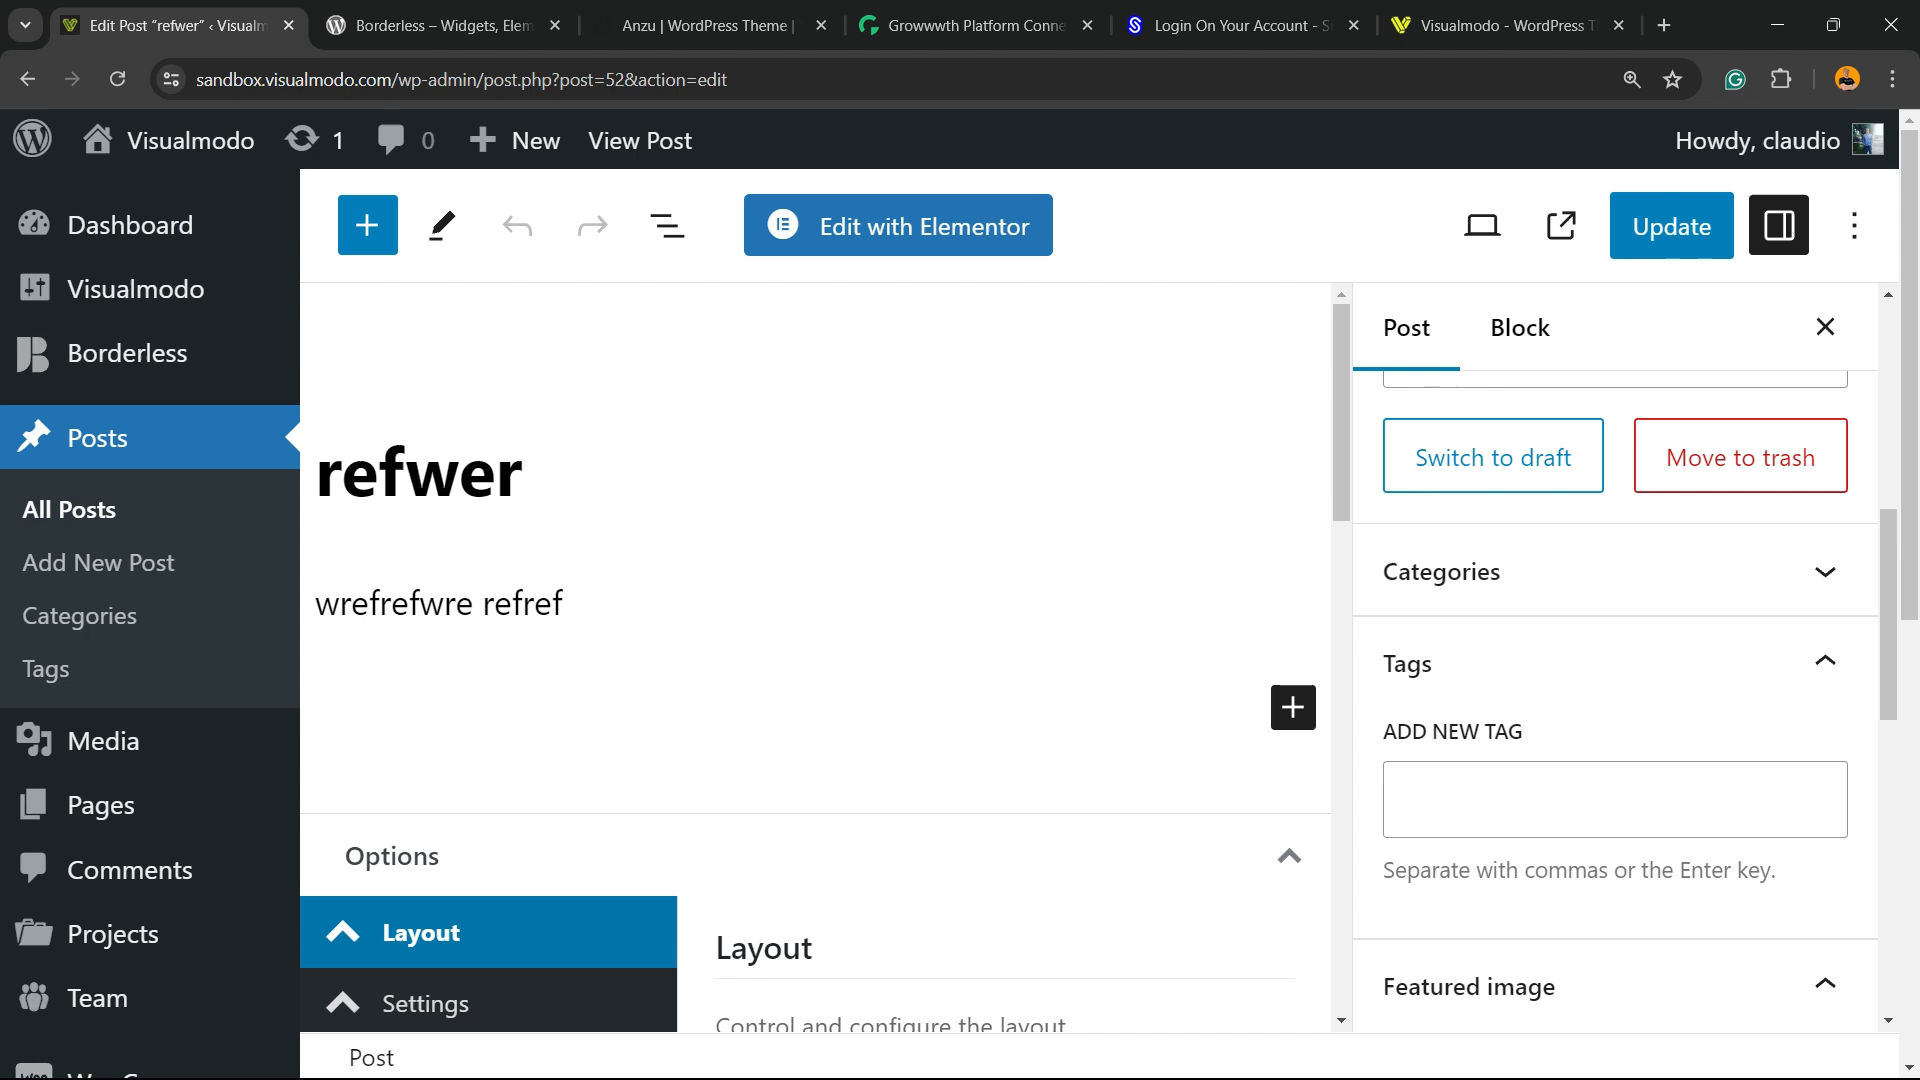 Edit Post “refwer” ‹ Visualm
Borderless – Widgets, Elem
Anzu | WordPress Theme |
Growwwth Platform Conne
Login On Your Account - S
Visualmodo - WordPress T
sandbox.visualmodo.com/wp-admin/post.php?post=52&action=edit
Visualmodo 1 0 New View Post
Howdy, claudio
Dashboard
Visualmodo
Borderless
Posts
All Posts
Add New Post
Categories
Tags
Media
Pages
Comments
Projects
Team
Edit with Elementor
Update
refwer
wrefrefwre refref
Options
Layout
Settings
Layout
Control and configure the layout
Post
Post Block
Switch to draft
Move to trash
Categories
Tags
ADD NEW TAG
Separate with commas or the Enter key.
Featured image